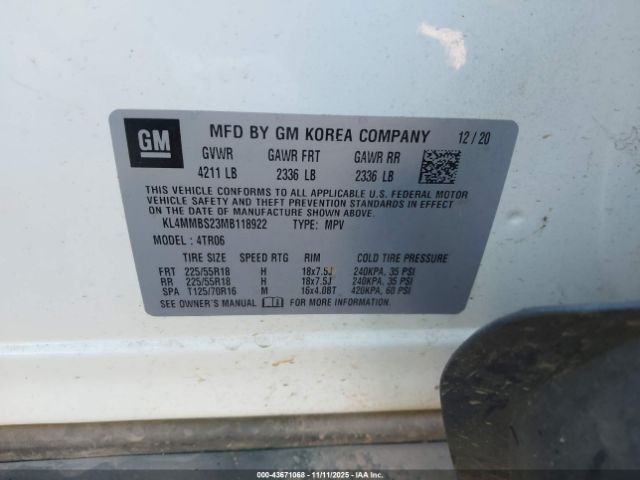 GM MFD BY GM KOREA COMPANY 12/20
GVWR GAWR FRT GAWR RR
4211 LB 2336 LB 2336 LB
THIS VEHICLE CONFORMS TO ALL APPLICABLE U.S. FEDERAL MOTOR
VEHICLE SAFETY AND THEFT PREVENTION STANDARDS IN EFFECT
ON THE DATE OF MANUFACTURE SHOWN ABOVE.
KL4MMBS23MB118922 TYPE: MPV
MODEL: 4TR06
TIRE SIZE SPEED RTG RIM COLD TIRE PRESSURE
FRT 225/55R18 H 18x7.5J 240KPA, 35 PSI
RR 225/55R18 H 18x7.5J 240KPA, 35 PSI
SPA T125/70R16 M 16x4.0BT 420KPA, 60 PSI
SEE OWNER'S MANUAL FOR MORE INFORMATION
000-43671068 - 11/11/2025 - IAAI.COM